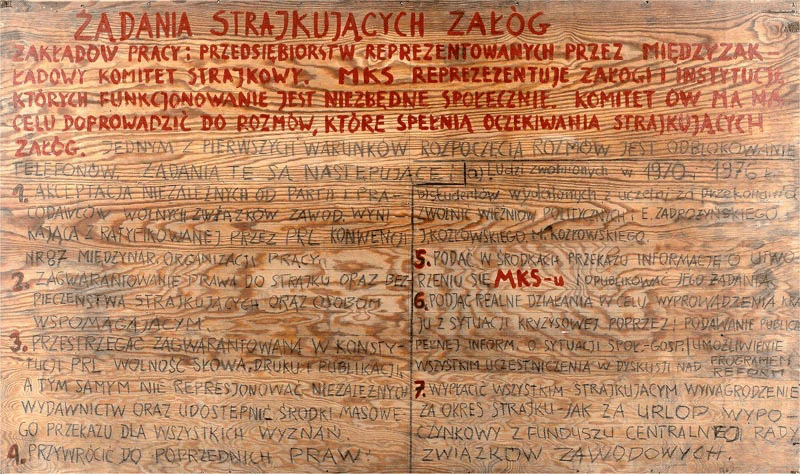 ŻĄDANIA STRAJKUJĄCYCH ZAŁÓG
ZAKŁADÓW PRACY i PRZEDSIĘBIORSTW REPREZENTOWANYCH PRZEZ MIĘDZYZAK-
ŁADOWY KOMITET STRAJKOWY. MKS REPREZEZENTUJE ZAŁOGI I INSTYTUCJE,
KTÓRYCH FUNKCJONOWANIE JEST NIEZBĘDNE SPOŁECZNIE. KOMITET ÓW MA NA
CELU DOPROWADZIĆ DO ROZMÓW, KTÓRE SPEŁNIĄ OCZEKIWANIA STRAJKUJĄCYCH
ZAŁÓG. JEDNYM Z PIERWSZYCH WARUNKÓW ROZPOCZĘCIA ROZMÓW JEST ODBLOKOWANIE
TELEFONÓW. ŻĄDANIA TE SĄ NASTĘPUJĄCE:
1. AKCEPTACJA NIEZALEŻNYCH OD PARTII I PRA-
CODAWCÓW WOLNYCH ZWIĄZKÓW ZAWOD. WYNI-
KAJĄCA Z RATYFIKOWANEJ PRZEZ PRL KONWENCJI
NR 87 MIĘDZYNAR. ORGANIZACJI PRACY.
2. ZAGWARANTOWANIE PRAWA DO STRAJKU ORAZ BEZ-
PIECZEŃSTWA STRAJKUJĄCYCH ORAZ OSOBOM
WSPOMAGAJĄCYM.
3. PRZESTRZEGAĆ ZAGWARANTOWANĄ W KONSTY-
TUCJI PRL WOLNOŚĆ SŁOWA, DRUKU I PUBLIKACJI,
A TYM SAMYM NIE REPRESJONOWAĆ NIEZALEŻNYCH
WYDAWNICTW ORAZ UDOSTĘPNIĆ ŚRODKI MASOWE-
GO PRZEKAZU DLA WSZYSTKICH WYZNAŃ.
4. PRZYWRÓCIĆ DO POPRZEDNICH PRAW:
a) LUDZI ZWOLNIONYCH W 1970 i 1976 r.
b) studentów wydalonych z uczelni za przekonania
ZWOLNIĆ WIĘŹNIÓW POLITYCZNYCH: E. ZADROŻYŃSKIEGO,
J. KOZŁOWSKIEGO, M. KOZŁOWSKIEGO.
5. PODAĆ W ŚRODKACH PRZEKAZU INFORMACJĘ O UTWO-
RZENIU SIĘ MKS-u I OPUBLIKOWAĆ JEGO ŻĄDANIA.
6. PODJĄĆ REALNE DZIAŁANIA W CELU WYPROWADZENIA KRA-
JU Z SYTUACJI KRYZYSOWEJ POPRZEZ: PODAWANIE PUBLICZ.
PEŁNEJ INFORM. O SYTUACJI SPOŁ-GOSP. UMOŻLIWIENIE
WSZYSTKIM UCZESTNICZENIA W DYSKUSJI NAD PROGRAMEM
REFORM
7. WYPŁACIĆ WSZYSTKIM STRAJKUJĄCYM WYNAGRODZENIE
ZA OKRES STRAJKU-JAK ZA URLOP WYPO-
CZYNKOWY Z FUNDUSZU CENTRALNEJ RADY
ZWIĄZKÓW ZAWODOWYCH.